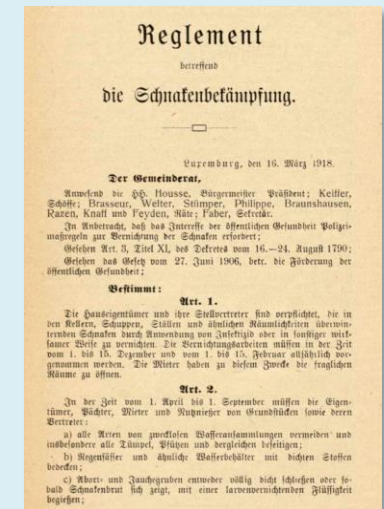 Reglement
betreffend
die Schnakenbekämpfung.
Luxemburg, den 16. März 1918.
Der Gemeinderat,
Anwesend die HH. Housse, Bürgermeister Präsident; Keiffer,
Schöffe; Brasseur, Welter, Stümper, Philippe, Braunshausen,
Razen, Knaff und Feyden, Räte; Faber, Sekretär.
In Anbetracht, daß das Interesse der öffentlichen Gesundheit Polizei-
maßregeln zur Vernichtung der Schnaken erfordert;
Gesehen Art. 3, Titel XI, des Dekretes vom 16.—24. August 1790;
Gesehen das Gesetz vom 27. Juni 1906, betr. die Förderung der
öffentlichen Gesundheit;
Bestimmt:
Art. 1.
Die Hauseigentümer und ihre Stellvertreter sind verpflichtet, die in
den Kellern, Schuppen, Ställen und ähnlichen Räumlichkeiten überwin-
ternden Schnaken durch Anwendung von Insektizid oder in sonstiger wirk-
samer Weise zu vernichten. Die Vernichtungsarbeiten müssen in der Zeit
vom 1. bis 15. Dezember und vom 1. bis 15. Februar alljährlich vor-
genommen werden. Die Mieter haben zu diesem Zwecke die fraglichen
Räume zu öffnen.
Art. 2.
In der Zeit vom 1. April bis 1. September müssen die Eigen-
tümer, Pächter, Mieter und Nutznießer von Grundstücken sowie deren
Vertreter:
a) alle Arten von zwecklosen Wasseransammlungen vermeiden und
insbesondere alle Tümpel, Pfützen und dergleichen beseitigen;
b) Regenfässer und ähnliche Wasserbehälter mit dichten Stoffen
bedecken;
c) Abort- und Jauchegruben entweder völlig dicht schließen oder so-
bald Schnakenbrut sich zeigt, mit einer larvenvernichtenden Flüssigkeit
begießen;